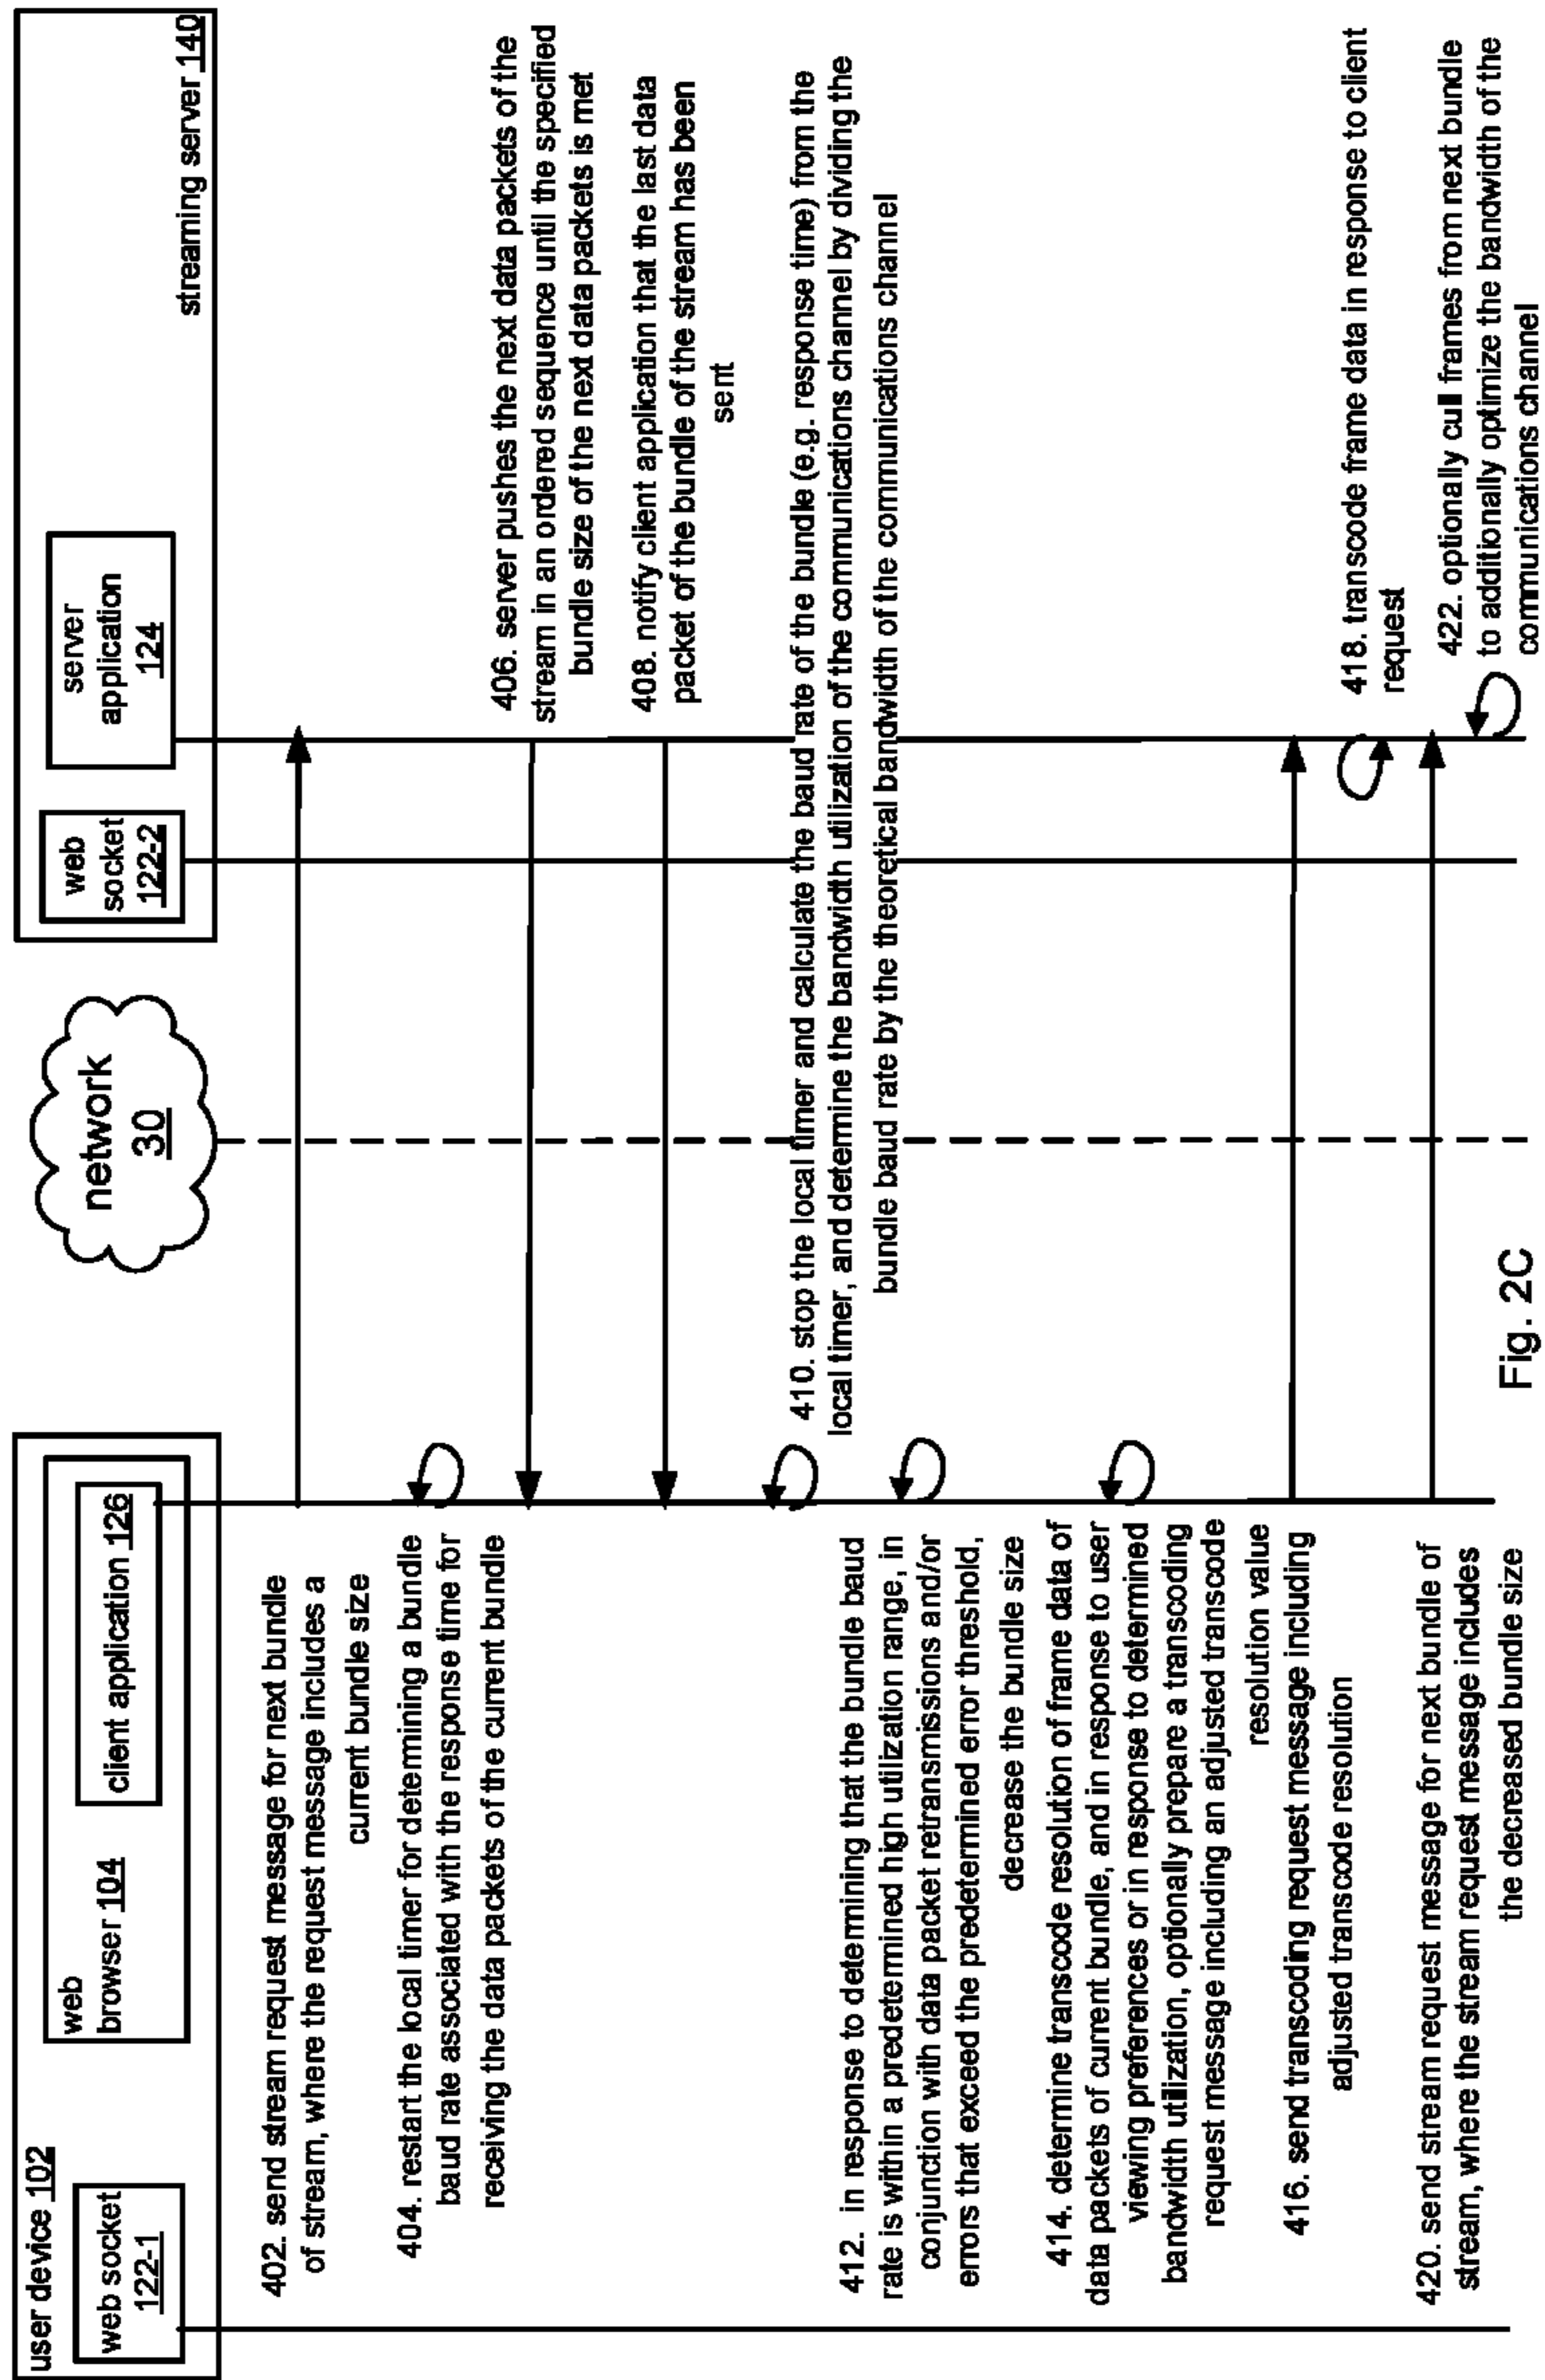 user device 102
web socket
122-1
web
browser 104
client application 126
network
30
web
socket
122-2
server
application
124
streaming server 140
402. send stream request message for next bundle
of stream, where the request message includes a
current bundle size
404. restart the local timer for determining a bundle
baud rate associated with the response time for
receiving the data packets of the current bundle
406. server pushes the next data packets of the
stream in an ordered sequence until the specified
bundle size of the next data packets is met
408. notify client application that the last data
packet of the bundle of the stream has been
sent
410. stop the local timer and calculate the baud rate of the bundle (e.g. response time) from the
local timer, and determine the bandwidth utilization of the communications channel by dividing the
bundle baud rate by the theoretical bandwidth of the communications channel
412. in response to determining that the bundle baud
rate is within a predetermined high utilization range, in
conjunction with data packet retransmissions and/or
errors that exceed the predetermined error threshold,
decrease the bundle size
414. determine transcode resolution of frame data of
data packets of current bundle, and in response to user
viewing preferences or in response to determined
bandwidth utilization, optionally prepare a transcoding
request message including an adjusted transcode
resolution value
416. send transcoding request message including
adjusted transcode resolution
418. transcode frame data in response to client
request
420. send stream request message for next bundle of
stream, where the stream request message includes
the decreased bundle size
422. optionally cull frames from next bundle
to additionally optimize the bandwidth of the
communications channel
Fig. 2C